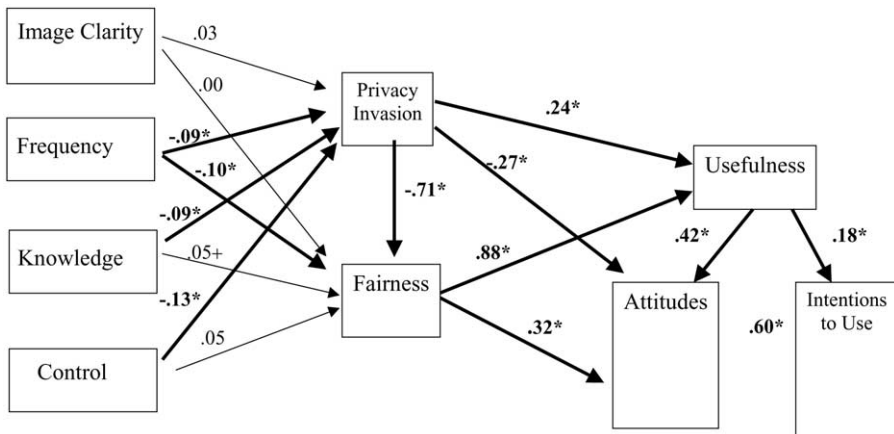 Image Clarity
.03
.00
Privacy
Invasion
.24*
Frequency
-.09*
-.10*
-.27*
Usefulness
-.71*
-.09*
Knowledge
.05+
.42*
.18*
.88*
Fairness
-.13*
Attitudes
Intentions
to Use
.32*
.60*
Control
.05